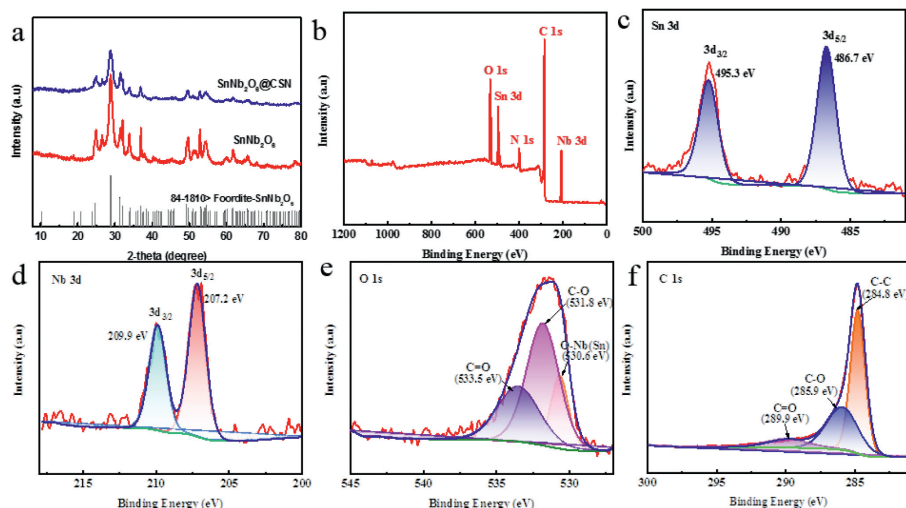 a
SnNb₂O₆@CSN
SnNb₂O₆
84-1810> Foordite-SnNb₂O₆
Intensity (a.u)
10 20 30 40 50 60 70 80
2-theta (degree)
b
C 1s
O 1s
Sn 3d
N 1s
Nb 3d
Intensity (a.u)
1200 1000 800 600 400 200 0
Binding Energy (eV)
c
Sn 3d
3d3/2
495.3 eV
3d5/2
486.7 eV
Intensity (a.u)
500 495 490 485
Binding Energy (eV)
d
Nb 3d
3d5/2
207.2 eV
3d3/2
209.9 eV
Intensity (a.u)
215 210 205 200
Binding Energy (eV)
e
O 1s
C-O
(531.8 eV)
O-Nb(Sn)
(530.6 eV)
C=O
(533.5 eV)
Intensity (a.u)
545 540 535 530
Binding Energy (eV)
f
C 1s
C-C
(284.8 eV)
C-O
(285.9 eV)
C=O
(289.9 eV)
Intensity (a.u)
300 295 290 285
Binding Energy (eV)